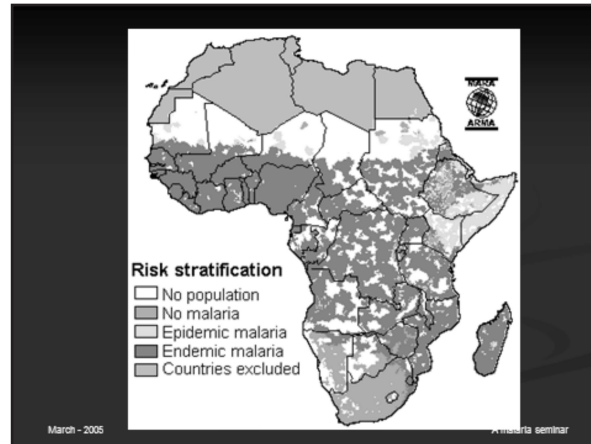 MARA
ARMA
Risk stratification
No population
No malaria
Epidemic malaria
Endemic malaria
Countries excluded
March - 2005
A malaria seminar